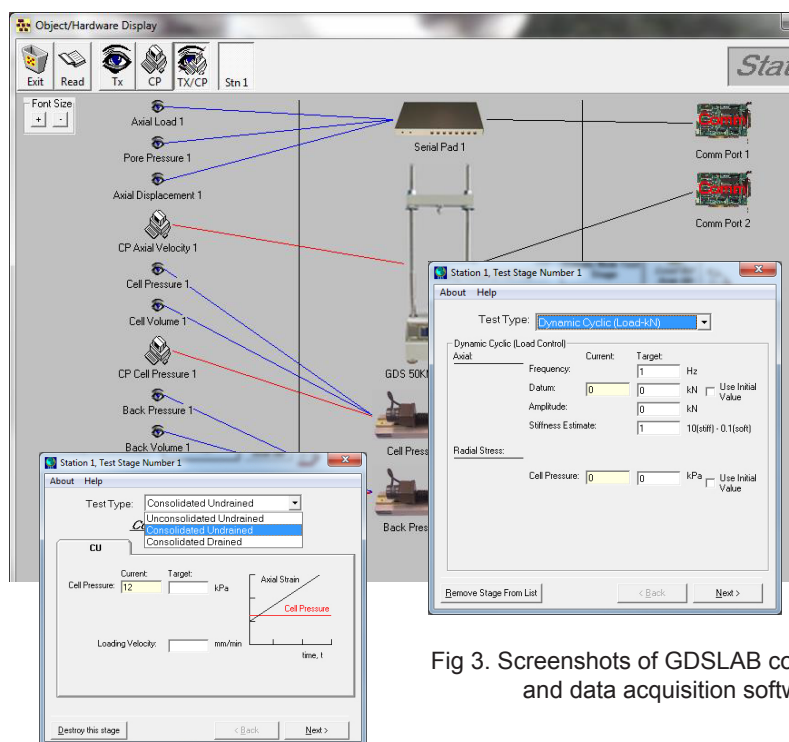 Object/Hardware Display
Exit Read Tx CP TX/CP Stn 1
Font Size
+ -
Axial Load 1
Pore Pressure 1
Axial Displacement 1
CP Axial Velocity 1
Cell Pressure 1
Cell Volume 1
CP Cell Pressure 1
Back Pressure 1
Back Volume 1
Serial Pad 1
GDS 50K
Cell Press
Back Pres
Comm
Comm Port 1
Comm
Comm Port 2
Station 1, Test Stage Number 1
About Help
Test Type: Dynamic Cyclic (Load-kN)
Dynamic Cyclic (Load Control)
Axial: Current: Target:
Frequency: 1 Hz
Datum: 0 0 kN Use Initial
Value
Amplitude: 0 kN
Stiffness Estimate: 1 10(stiff) - 0.1(soft)
Radial Stress:
Cell Pressure: 0 0 kPa Use Initial
Value
Remove Stage From List < Back Next >
Station 1, Test Stage Number 1
About Help
Test Type: Consolidated Undrained
Unconsolidated Undrained
Consolidated Undrained
Consolidated Drained
CU
Current: Target:
Cell Pressure: 12 kPa
Loading Velocity: mm/min
Axial Strain
Cell Pressure
time, t
Destroy this stage < Back Next >
Fig 3. Screenshots of GDSLAB co
and data acquisition softw